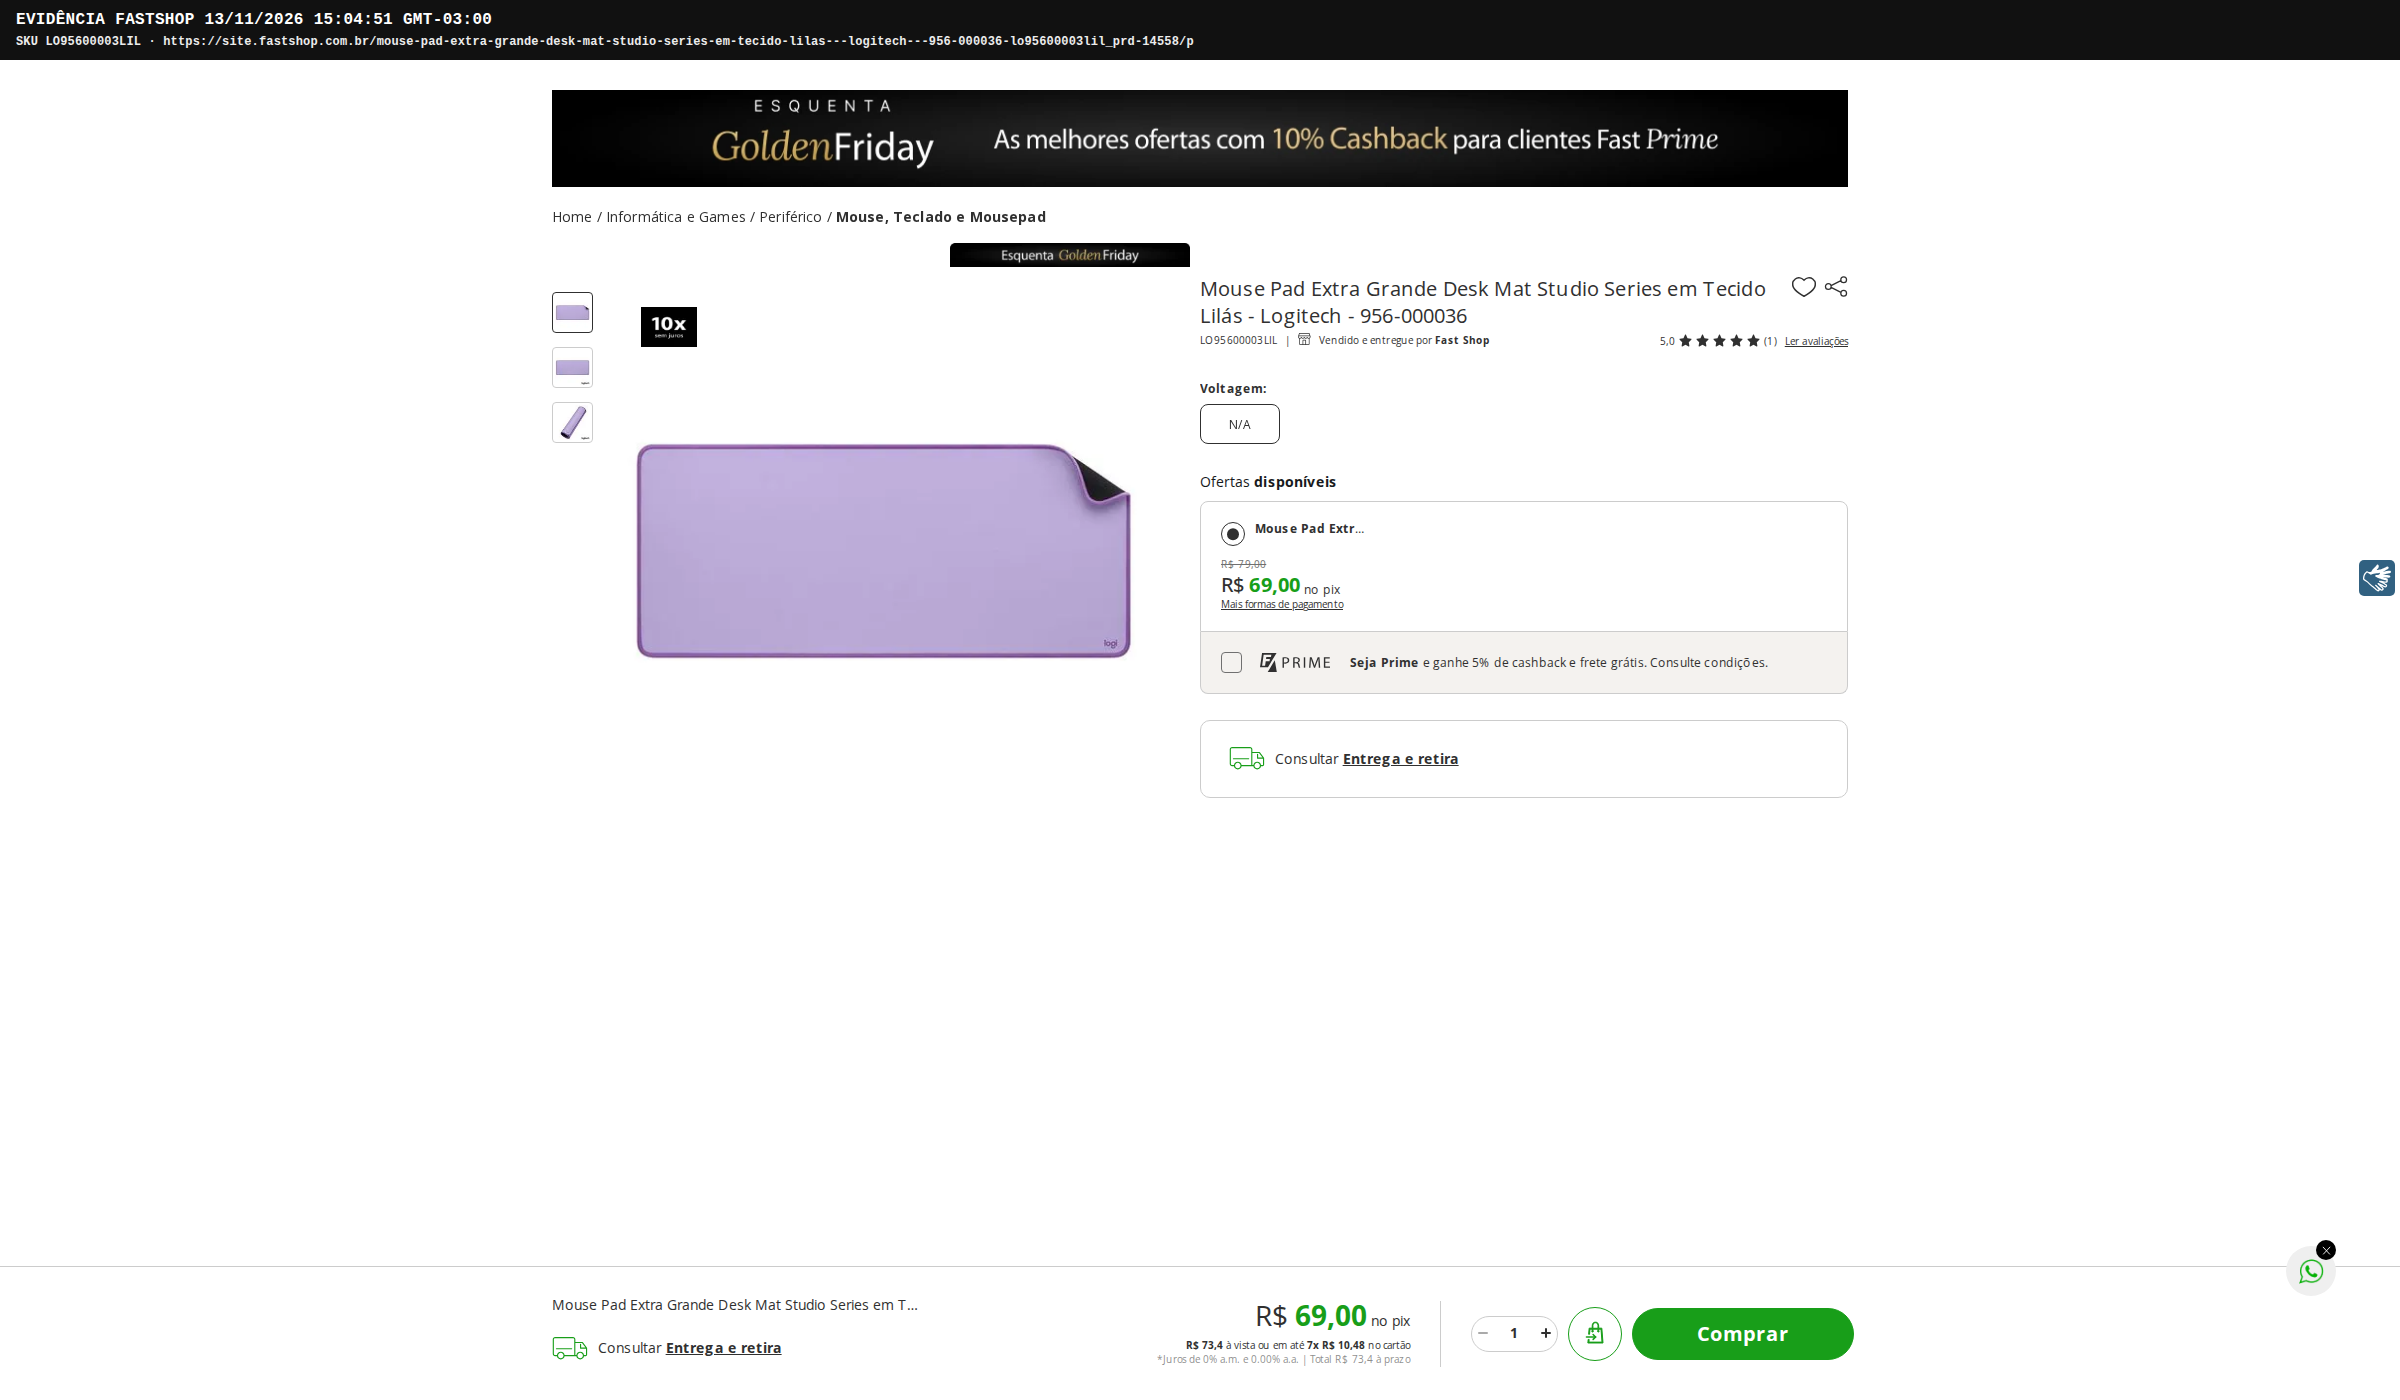 EVIDÊNCIA FASTSHOP 13/11/2026 15:04:51 GMT-03:00
SKU LO95600003LIL · https://site.fastshop.com.br/mouse-pad-extra-grande-desk-mat-studio-series-em-tecido-lilas---logitech---956-000036-lo95600003lil_prd-14558/p
ESQUENTA
GoldenFriday
As melhores ofertas com 10% Cashback para clientes Fast Prime
Home / Informática e Games / Periférico / Mouse, Teclado e Mousepad
Esquenta GoldenFriday
10x
sem juros
logi
Mouse Pad Extra Grande Desk Mat Studio Series em Tecido
Lilás - Logitech - 956-000036
LO95600003LIL | Vendido e entregue por Fast Shop
5,0 (1) Ler avaliações
Voltagem:
N/A
Ofertas disponíveis
Mouse Pad Extr...
R$ 79,00
R$ 69,00 no pix
Mais formas de pagamento
PRIME Seja Prime e ganhe 5% de cashback e frete grátis. Consulte condições.
Consultar Entrega e retira
Mouse Pad Extra Grande Desk Mat Studio Series em T...
Consultar Entrega e retira
R$ 69,00 no pix
R$ 73,4 à vista ou em até 7x R$ 10,48 no cartão
*Juros de 0% a.m. e 0.00% a.a. | Total R$ 73,4 à prazo
1
Comprar